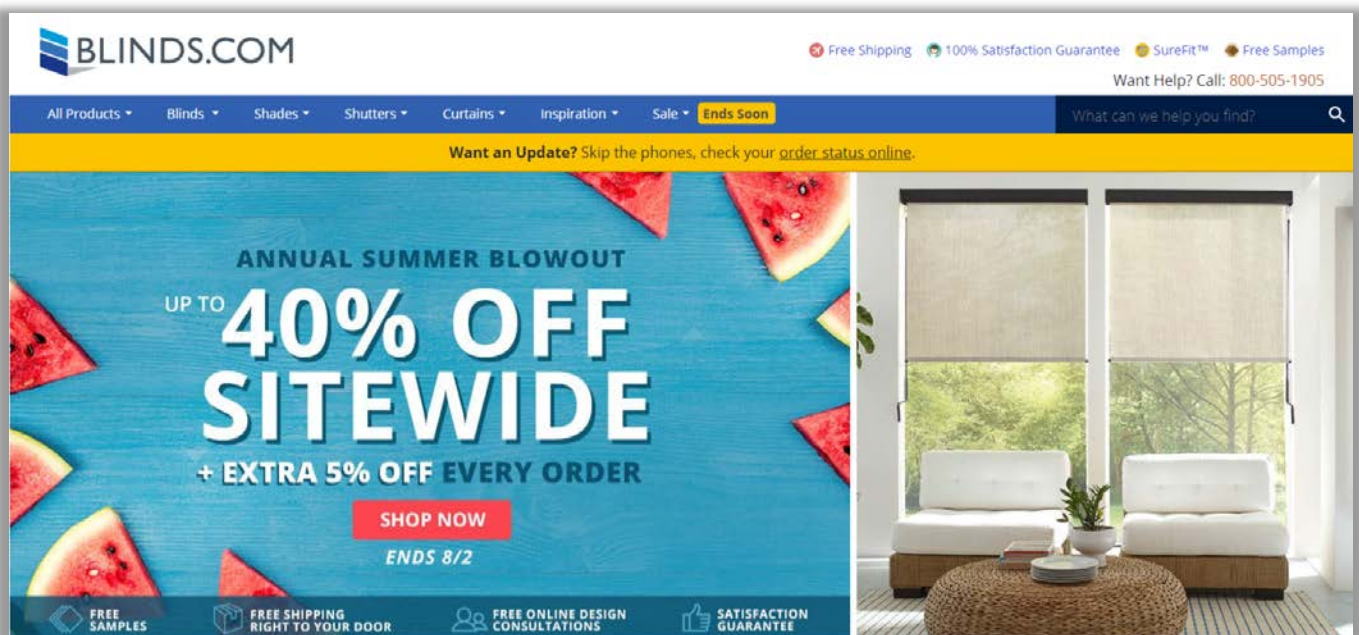 BLINDS.COM
Free Shipping 100% Satisfaction Guarantee SureFit™ Free Samples
Want Help? Call: 800-505-1905
All Products Blinds Shades Shutters Curtains Inspiration Sale Ends Soon What can we help you find?
Want an Update? Skip the phones, check your order status online.
ANNUAL SUMMER BLOWOUT
UP TO 40% OFF
SITEWIDE
+ EXTRA 5% OFF EVERY ORDER
SHOP NOW
ENDS 8/2
FREE
SAMPLES
FREE SHIPPING
RIGHT TO YOUR DOOR
FREE ONLINE DESIGN
CONSULTATIONS
SATISFACTION
GUARANTEE